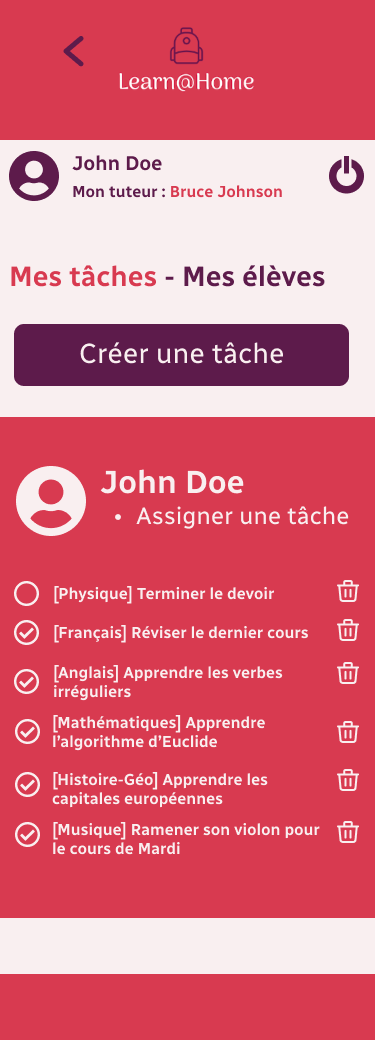 Learn@Home
John Doe
Mon tuteur : Bruce Johnson
Mes tâches - Mes élèves
Créer une tâche
John Doe
• Assigner une tâche
[Physique] Terminer le devoir
[Français] Réviser le dernier cours
[Anglais] Apprendre les verbes
irréguliers
[Mathématiques] Apprendre
l’algorithme d’Euclide
[Histoire-Géo] Apprendre les
capitales européennes
[Musique] Ramener son violon pour
le cours de Mardi